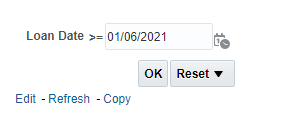 Loan Date >= 01/06/2021
OK Reset
Edit - Refresh - Copy